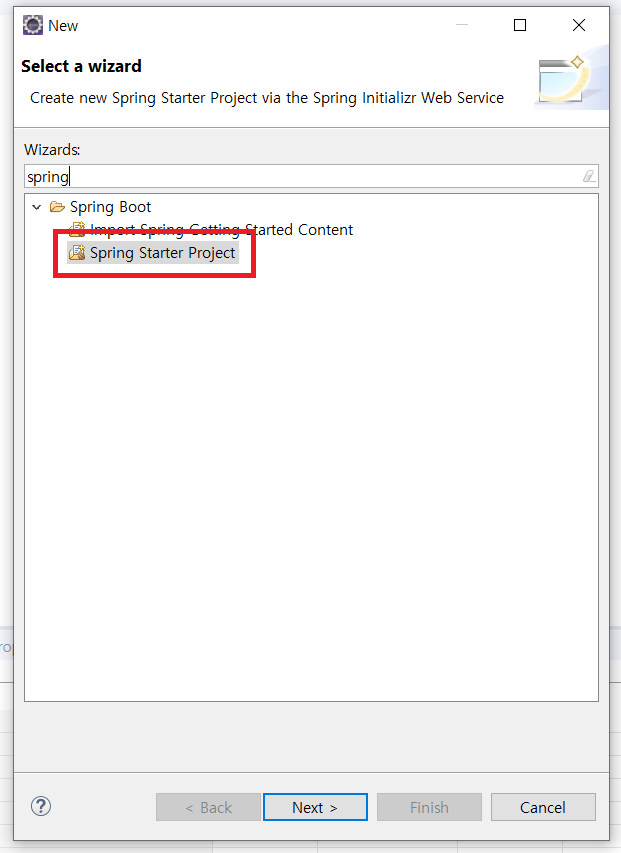 New
Select a wizard
Create new Spring Starter Project via the Spring Initializr Web Service
Wizards:
spring
Spring Boot
Import Spring Getting Started Content
Spring Starter Project
< Back
Next >
Finish
Cancel